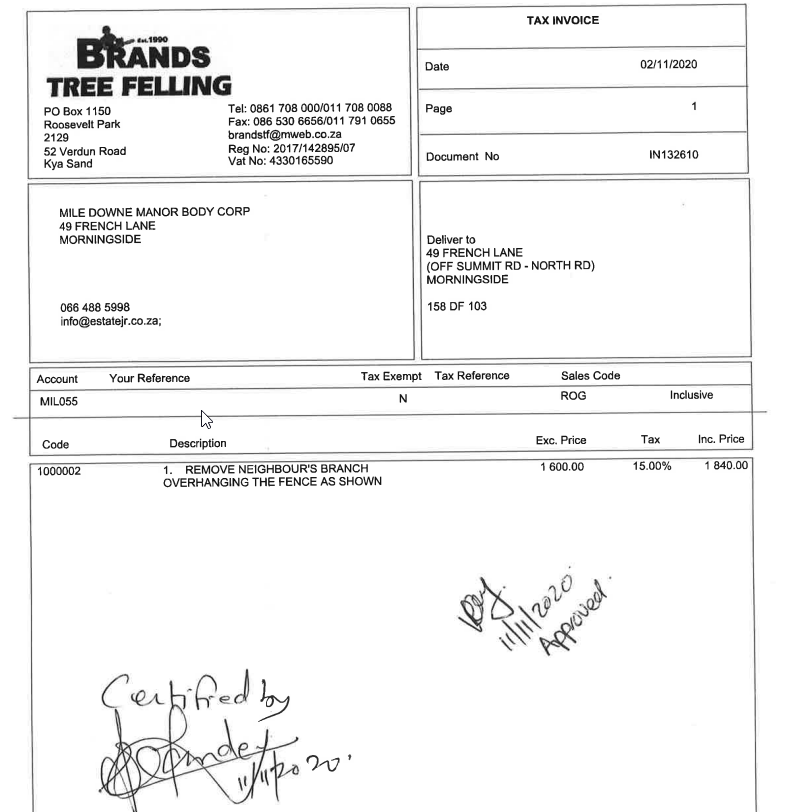 Est.1990
BRANDS
TREE FELLING
PO Box 1150
Roosevelt Park
2129
52 Verdun Road
Kya Sand
Tel: 0861 708 000/011 708 0088
Fax: 086 530 6656/011 791 0655
brandstf@mweb.co.za
Reg No: 2017/142895/07
Vat No: 4330165590
TAX INVOICE
Date 02/11/2020
Page 1
Document No IN132610
MILE DOWNE MANOR BODY CORP
49 FRENCH LANE
MORNINGSIDE
066 488 5998
info@estatejr.co.za;
Deliver to
49 FRENCH LANE
(OFF SUMMIT RD - NORTH RD)
MORNINGSIDE
158 DF 103
Account Your Reference Tax Exempt Tax Reference Sales Code
MIL055 N ROG Inclusive
Code Description Exc. Price Tax Inc. Price
1000002 1. REMOVE NEIGHBOUR'S BRANCH 1 600.00 15.00% 1 840.00
OVERHANGING THE FENCE AS SHOWN
11/11/2020
Approved.
Certified by
11/11/2020.